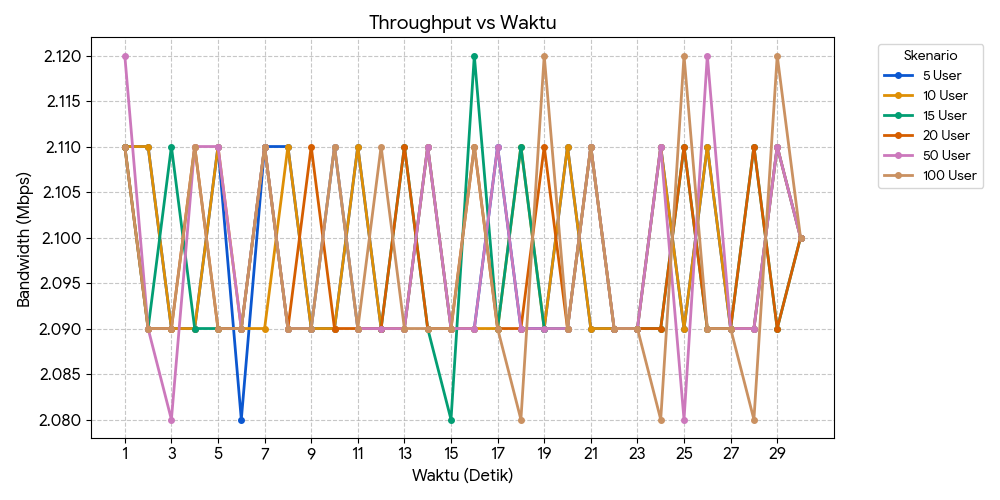 Throughput vs Waktu
Bandwidth (Mbps)
2.120
2.115
2.110
2.105
2.100
2.095
2.090
2.085
2.080
1 3 5 7 9 11 13 15 17 19 21 23 25 27 29
Waktu (Detik)
Skenario
5 User
10 User
15 User
20 User
50 User
100 User